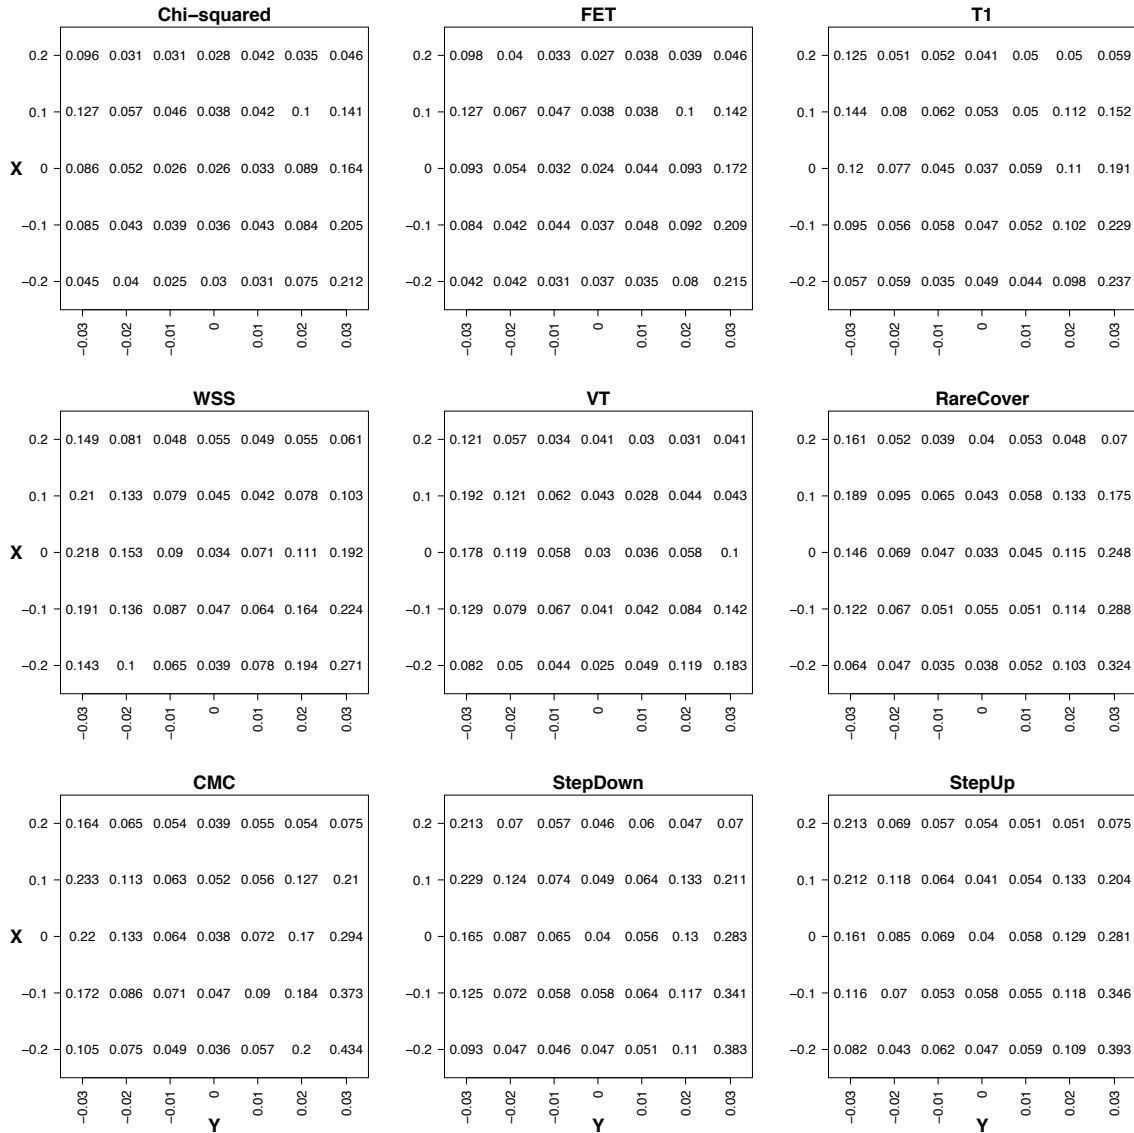 Chi−squared FET T1
0.2 0.096 0.031 0.031 0.028 0.042 0.035 0.046 0.2 0.098 0.04 0.033 0.027 0.038 0.039 0.046 0.2 0.125 0.051 0.052 0.041 0.05 0.05 0.059
0.1 0.127 0.057 0.046 0.038 0.042 0.1 0.141 0.1 0.127 0.067 0.047 0.038 0.038 0.1 0.142 0.1 0.144 0.08 0.062 0.053 0.05 0.112 0.152
X 0 0.086 0.052 0.026 0.026 0.033 0.089 0.164 0 0.093 0.054 0.032 0.024 0.044 0.093 0.172 0 0.12 0.077 0.045 0.037 0.059 0.11 0.191
−0.1 0.085 0.043 0.039 0.036 0.043 0.084 0.205 −0.1 0.084 0.042 0.044 0.037 0.048 0.092 0.209 −0.1 0.095 0.056 0.058 0.047 0.052 0.102 0.229
−0.2 0.045 0.04 0.025 0.03 0.031 0.075 0.212 −0.2 0.042 0.042 0.031 0.037 0.035 0.08 0.215 −0.2 0.057 0.059 0.035 0.049 0.044 0.098 0.237
−0.03 −0.02 −0.01 0 0.01 0.02 0.03 −0.03 −0.02 −0.01 0 0.01 0.02 0.03 −0.03 −0.02 −0.01 0 0.01 0.02 0.03
WSS VT RareCover
0.2 0.149 0.081 0.048 0.055 0.049 0.055 0.061 0.2 0.121 0.057 0.034 0.041 0.03 0.031 0.041 0.2 0.161 0.052 0.039 0.04 0.053 0.048 0.07
0.1 0.21 0.133 0.079 0.045 0.042 0.078 0.103 0.1 0.192 0.121 0.062 0.043 0.028 0.044 0.043 0.1 0.189 0.095 0.065 0.043 0.058 0.133 0.175
X 0 0.218 0.153 0.09 0.034 0.071 0.111 0.192 0 0.178 0.119 0.058 0.03 0.036 0.058 0.1 0 0.146 0.069 0.047 0.033 0.045 0.115 0.248
−0.1 0.191 0.136 0.087 0.047 0.064 0.164 0.224 −0.1 0.129 0.079 0.067 0.041 0.042 0.084 0.142 −0.1 0.122 0.067 0.051 0.055 0.051 0.114 0.288
−0.2 0.143 0.1 0.065 0.039 0.078 0.194 0.271 −0.2 0.082 0.05 0.044 0.025 0.049 0.119 0.183 −0.2 0.064 0.047 0.035 0.038 0.052 0.103 0.324
−0.03 −0.02 −0.01 0 0.01 0.02 0.03 −0.03 −0.02 −0.01 0 0.01 0.02 0.03 −0.03 −0.02 −0.01 0 0.01 0.02 0.03
CMC StepDown StepUp
0.2 0.164 0.065 0.054 0.039 0.055 0.054 0.075 0.2 0.213 0.07 0.057 0.046 0.06 0.047 0.07 0.2 0.213 0.069 0.057 0.054 0.051 0.051 0.075
0.1 0.233 0.113 0.063 0.052 0.056 0.127 0.21 0.1 0.229 0.124 0.074 0.049 0.064 0.133 0.211 0.1 0.212 0.118 0.064 0.041 0.054 0.133 0.204
X 0 0.22 0.133 0.064 0.038 0.072 0.17 0.294 0 0.165 0.087 0.065 0.04 0.056 0.13 0.283 0 0.161 0.085 0.069 0.04 0.058 0.129 0.281
−0.1 0.172 0.086 0.071 0.047 0.09 0.184 0.373 −0.1 0.125 0.072 0.058 0.058 0.064 0.117 0.341 −0.1 0.116 0.07 0.053 0.058 0.055 0.118 0.346
−0.2 0.105 0.075 0.049 0.036 0.057 0.2 0.434 −0.2 0.093 0.047 0.046 0.047 0.051 0.11 0.383 −0.2 0.082 0.043 0.062 0.047 0.059 0.109 0.393
−0.03 −0.02 −0.01 0 0.01 0.02 0.03 −0.03 −0.02 −0.01 0 0.01 0.02 0.03 −0.03 −0.02 −0.01 0 0.01 0.02 0.03
Y Y Y